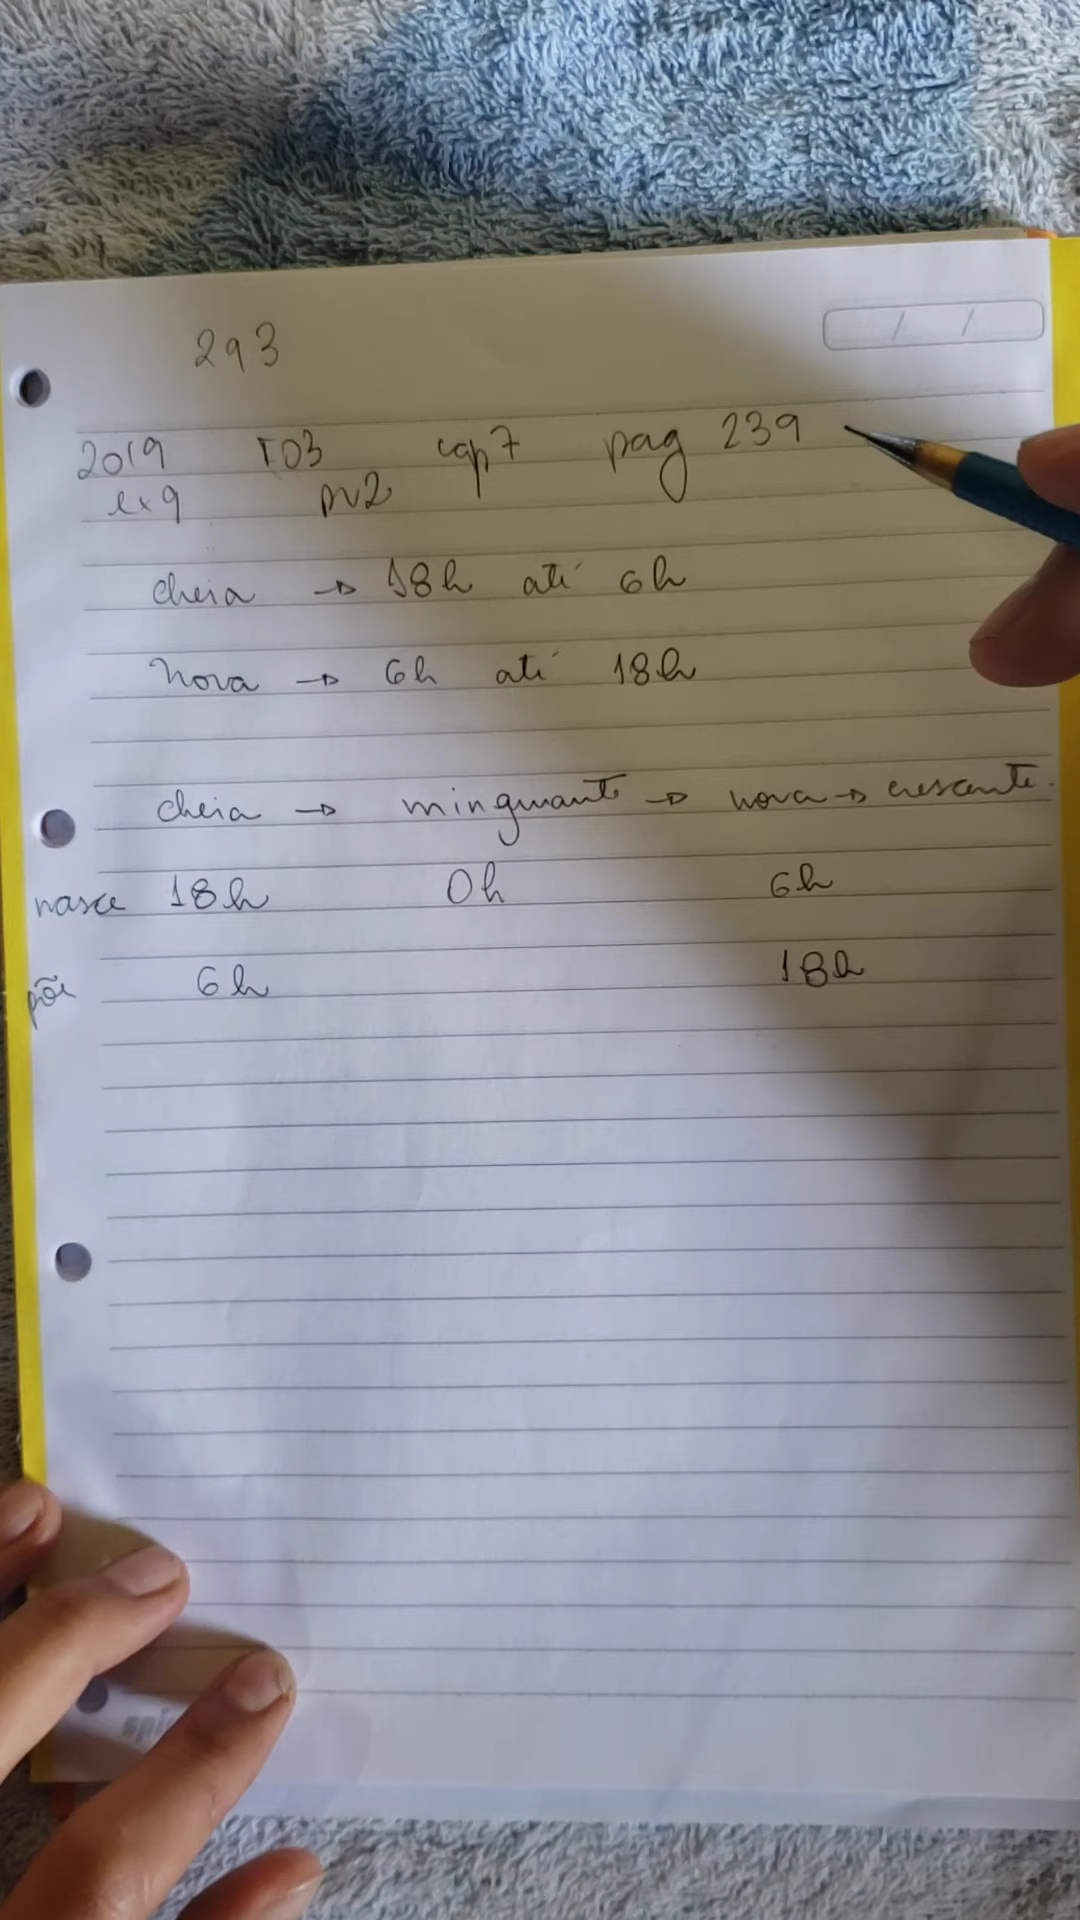 293
/ /
2019 T03 cap7 pag 239
ex9 nv2
cheia → 18h até 6h
Nova → 6h até 18h
cheia → minguante → nova → crescente.
nasce 18h 0h 6h
põe 6h 18h